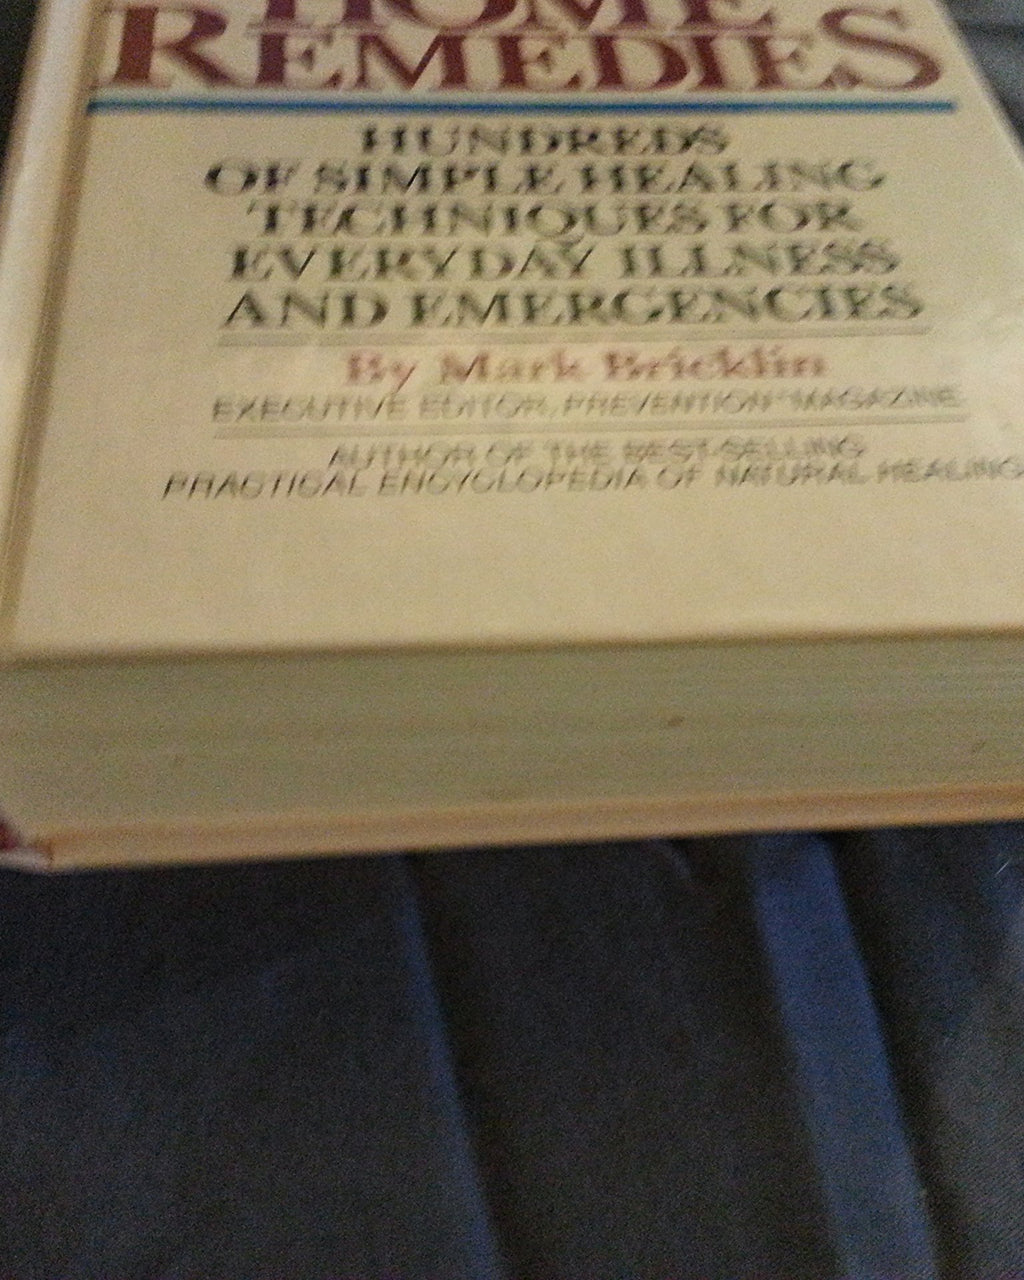 HOME
REMEDIES
HUNDREDS
OF SIMPLE HEALING
TECHNIQUES FOR
EVERYDAY ILLNESS
AND EMERGENCIES
By Mark Bricklin
EXECUTIVE EDITOR, PREVENTION® MAGAZINE
AUTHOR OF THE BEST-SELLING
PRACTICAL ENCYCLOPEDIA OF NATURAL HEALING